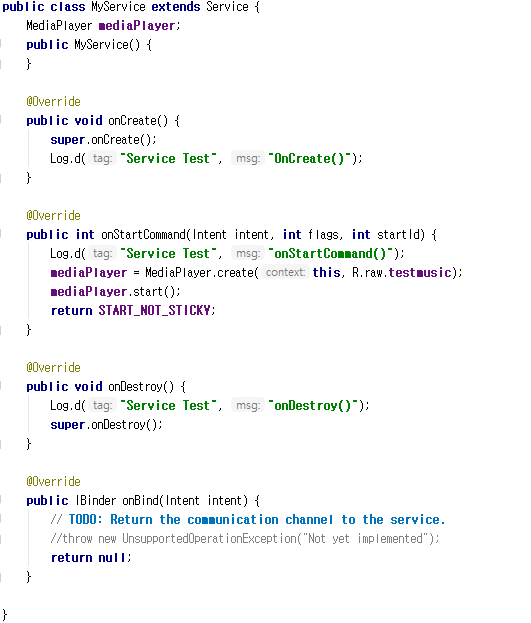 public class MyService extends Service {
    MediaPlayer mediaPlayer;
    public MyService() {
    }

    @Override
    public void onCreate() {
        super.onCreate();
        Log.d( tag: "Service Test", msg: "OnCreate()");
    }

    @Override
    public int onStartCommand(Intent intent, int flags, int startId) {
        Log.d( tag: "Service Test", msg: "onStartCommand()");
        mediaPlayer = MediaPlayer.create( context: this, R.raw.testmusic);
        mediaPlayer.start();
        return START_NOT_STICKY;
    }

    @Override
    public void onDestroy() {
        Log.d( tag: "Service Test", msg: "onDestroy()");
        super.onDestroy();
    }

    @Override
    public IBinder onBind(Intent intent) {
        // TODO: Return the communication channel to the service.
        //throw new UnsupportedOperationException("Not yet implemented");
        return null;
    }

}